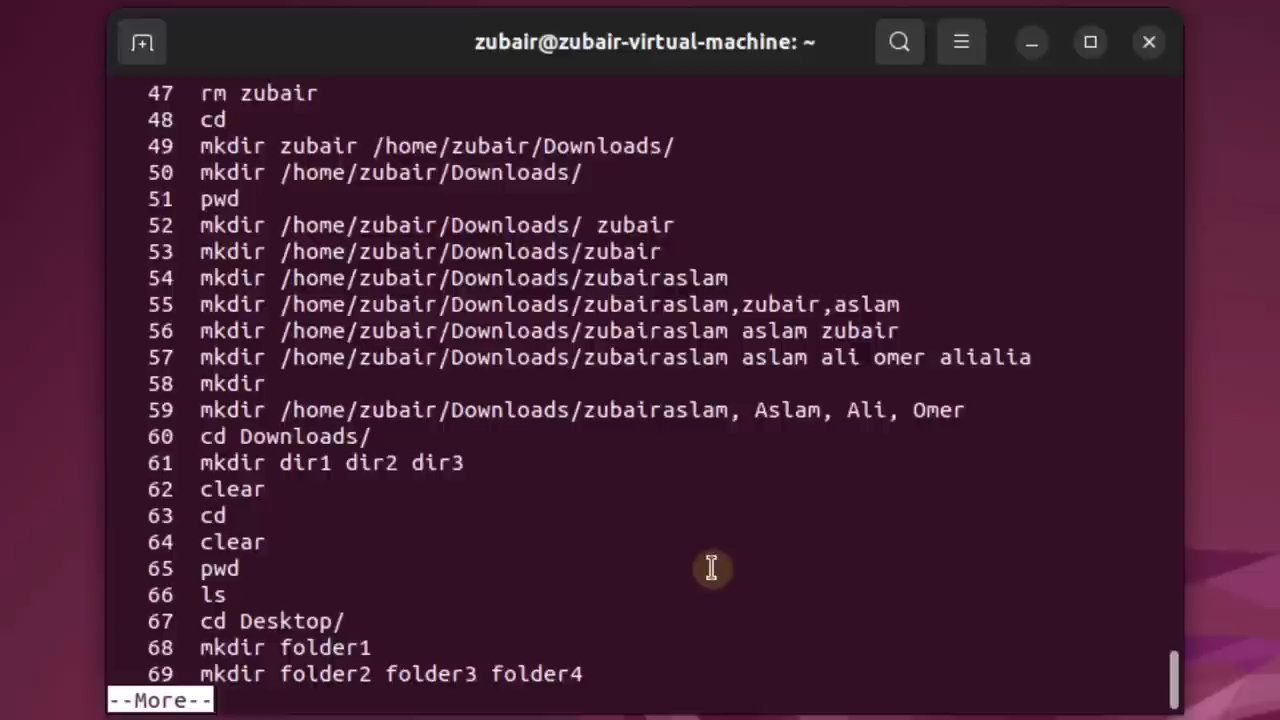 zubair@zubair-virtual-machine: ~
47 rm zubair
48 cd
49 mkdir zubair /home/zubair/Downloads/
50 mkdir /home/zubair/Downloads/
51 pwd
52 mkdir /home/zubair/Downloads/ zubair
53 mkdir /home/zubair/Downloads/zubair
54 mkdir /home/zubair/Downloads/zubairaslam
55 mkdir /home/zubair/Downloads/zubairaslam,zubair,aslam
56 mkdir /home/zubair/Downloads/zubairaslam aslam zubair
57 mkdir /home/zubair/Downloads/zubairaslam aslam ali omer alialia
58 mkdir
59 mkdir /home/zubair/Downloads/zubairaslam, Aslam, Ali, Omer
60 cd Downloads/
61 mkdir dir1 dir2 dir3
62 clear
63 cd
64 clear
65 pwd
66 ls
67 cd Desktop/
68 mkdir folder1
69 mkdir folder2 folder3 folder4
--More--